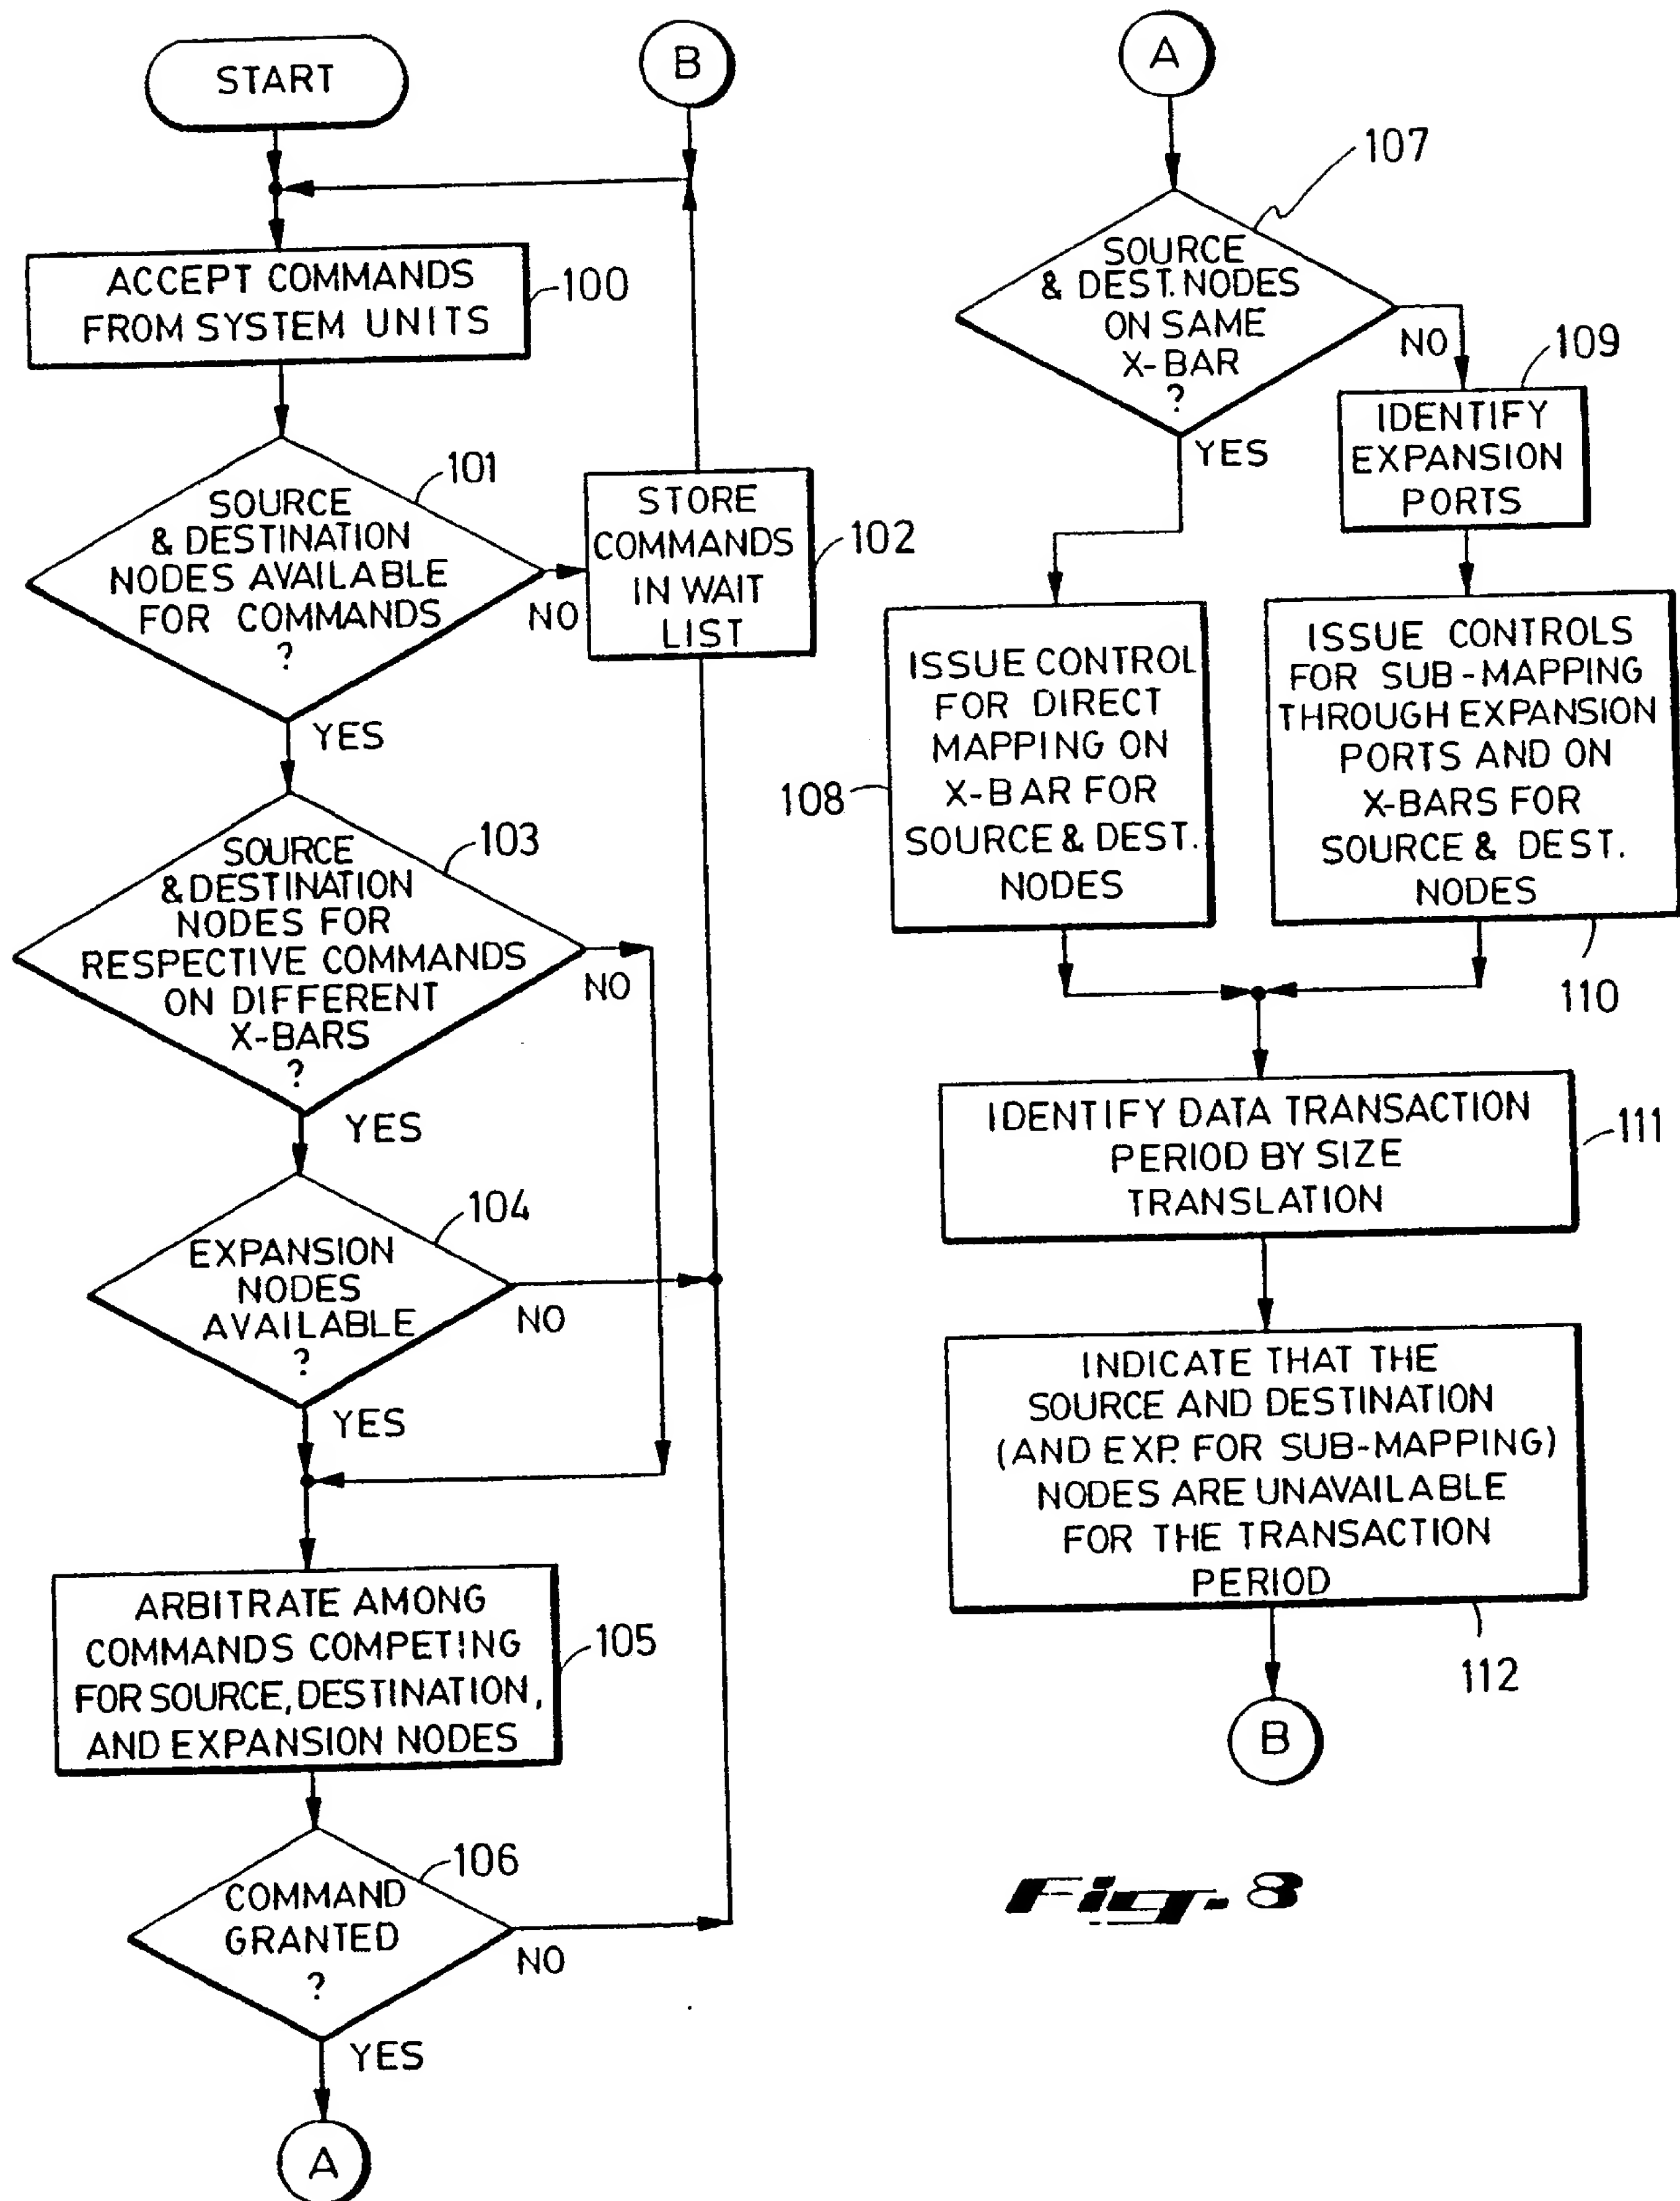 START
B
ACCEPT COMMANDS
FROM SYSTEM UNITS
100
SOURCE
& DESTINATION
NODES AVAILABLE
FOR COMMANDS
?
101
NO
YES
STORE
COMMANDS
IN WAIT
LIST
102
SOURCE
& DESTINATION
NODES FOR
RESPECTIVE COMMANDS
ON DIFFERENT
X-BARS
?
103
NO
YES
EXPANSION
NODES
AVAILABLE
?
104
NO
YES
ARBITRATE AMONG
COMMANDS COMPETING
FOR SOURCE, DESTINATION,
AND EXPANSION NODES
105
COMMAND
GRANTED
?
106
NO
YES
A
A
SOURCE
& DEST. NODES
ON SAME
X-BAR
?
107
NO
YES
IDENTIFY
EXPANSION
PORTS
109
ISSUE CONTROL
FOR DIRECT
MAPPING ON
X-BAR FOR
SOURCE & DEST.
NODES
108
ISSUE CONTROLS
FOR SUB-MAPPING
THROUGH EXPANSION
PORTS AND ON
X-BARS FOR
SOURCE & DEST.
NODES
110
IDENTIFY DATA TRANSACTION
PERIOD BY SIZE
TRANSLATION
111
INDICATE THAT THE
SOURCE AND DESTINATION
(AND EXP. FOR SUB-MAPPING)
NODES ARE UNAVAILABLE
FOR THE TRANSACTION
PERIOD
112
B
Fig. 8